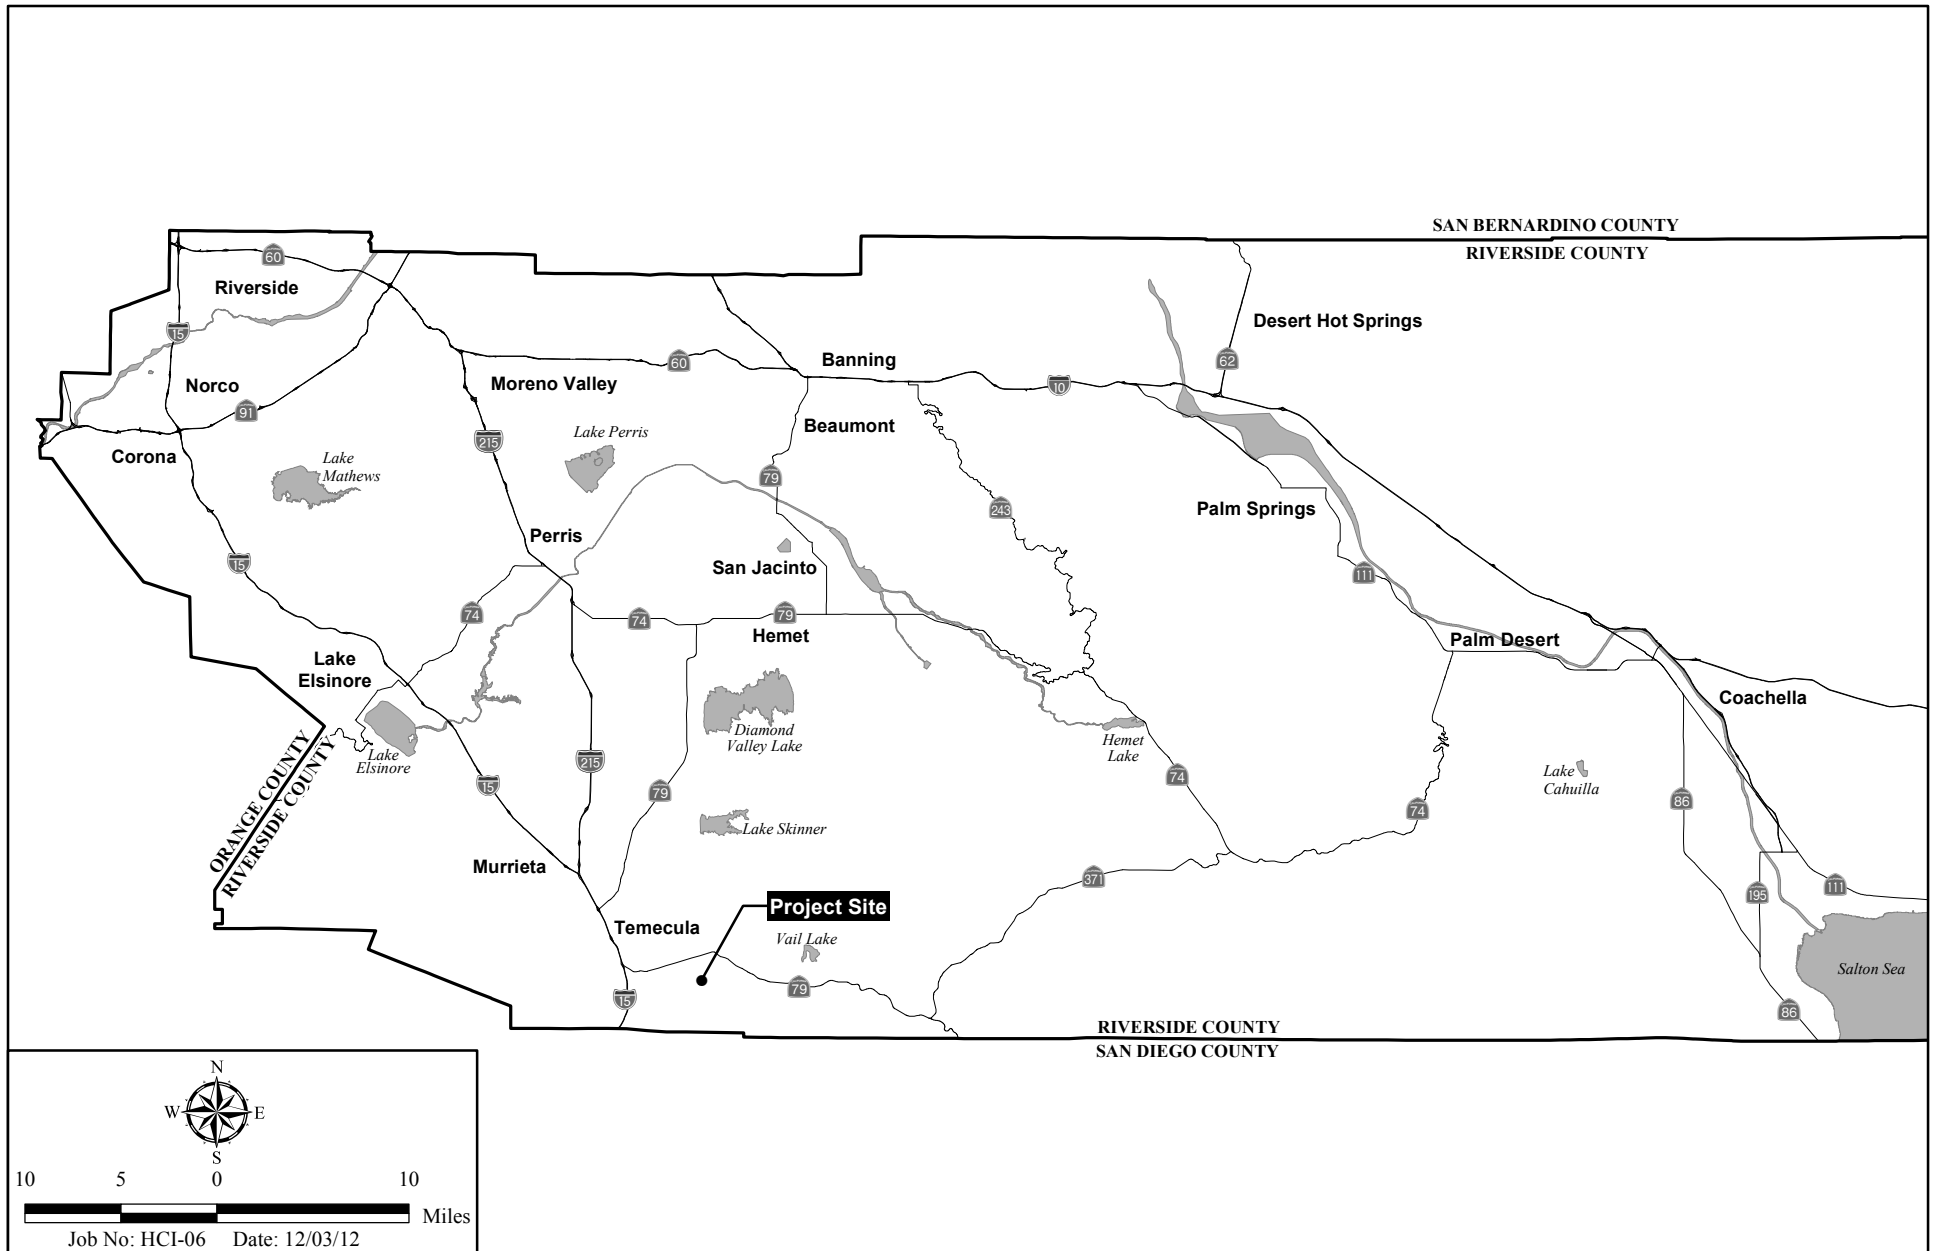 SAN BERNARDINO COUNTY
RIVERSIDE COUNTY
60
Riverside
15
Desert Hot Springs
62
Banning
60
Moreno Valley
Norco
10
91
Beaumont
Lake Perris
215
Corona
Lake
Mathews
79
243
Palm Springs
Perris
15
San Jacinto
111
74
74
79
Hemet
Palm Desert
Lake
Elsinore
Coachella
Diamond
Valley Lake
Hemet
Lake
Lake
Elsinore
ORANGE COUNTY
RIVERSIDE COUNTY
215
74
Lake
Cahuilla
15
79
86
74
Lake Skinner
Murrieta
371
195
111
Project Site
Temecula
Vail Lake
Salton Sea
79
15
86
RIVERSIDE COUNTY
SAN DIEGO COUNTY
N
W E
S
10 5 0 10
Miles
Job No: HCI-06 Date: 12/03/12